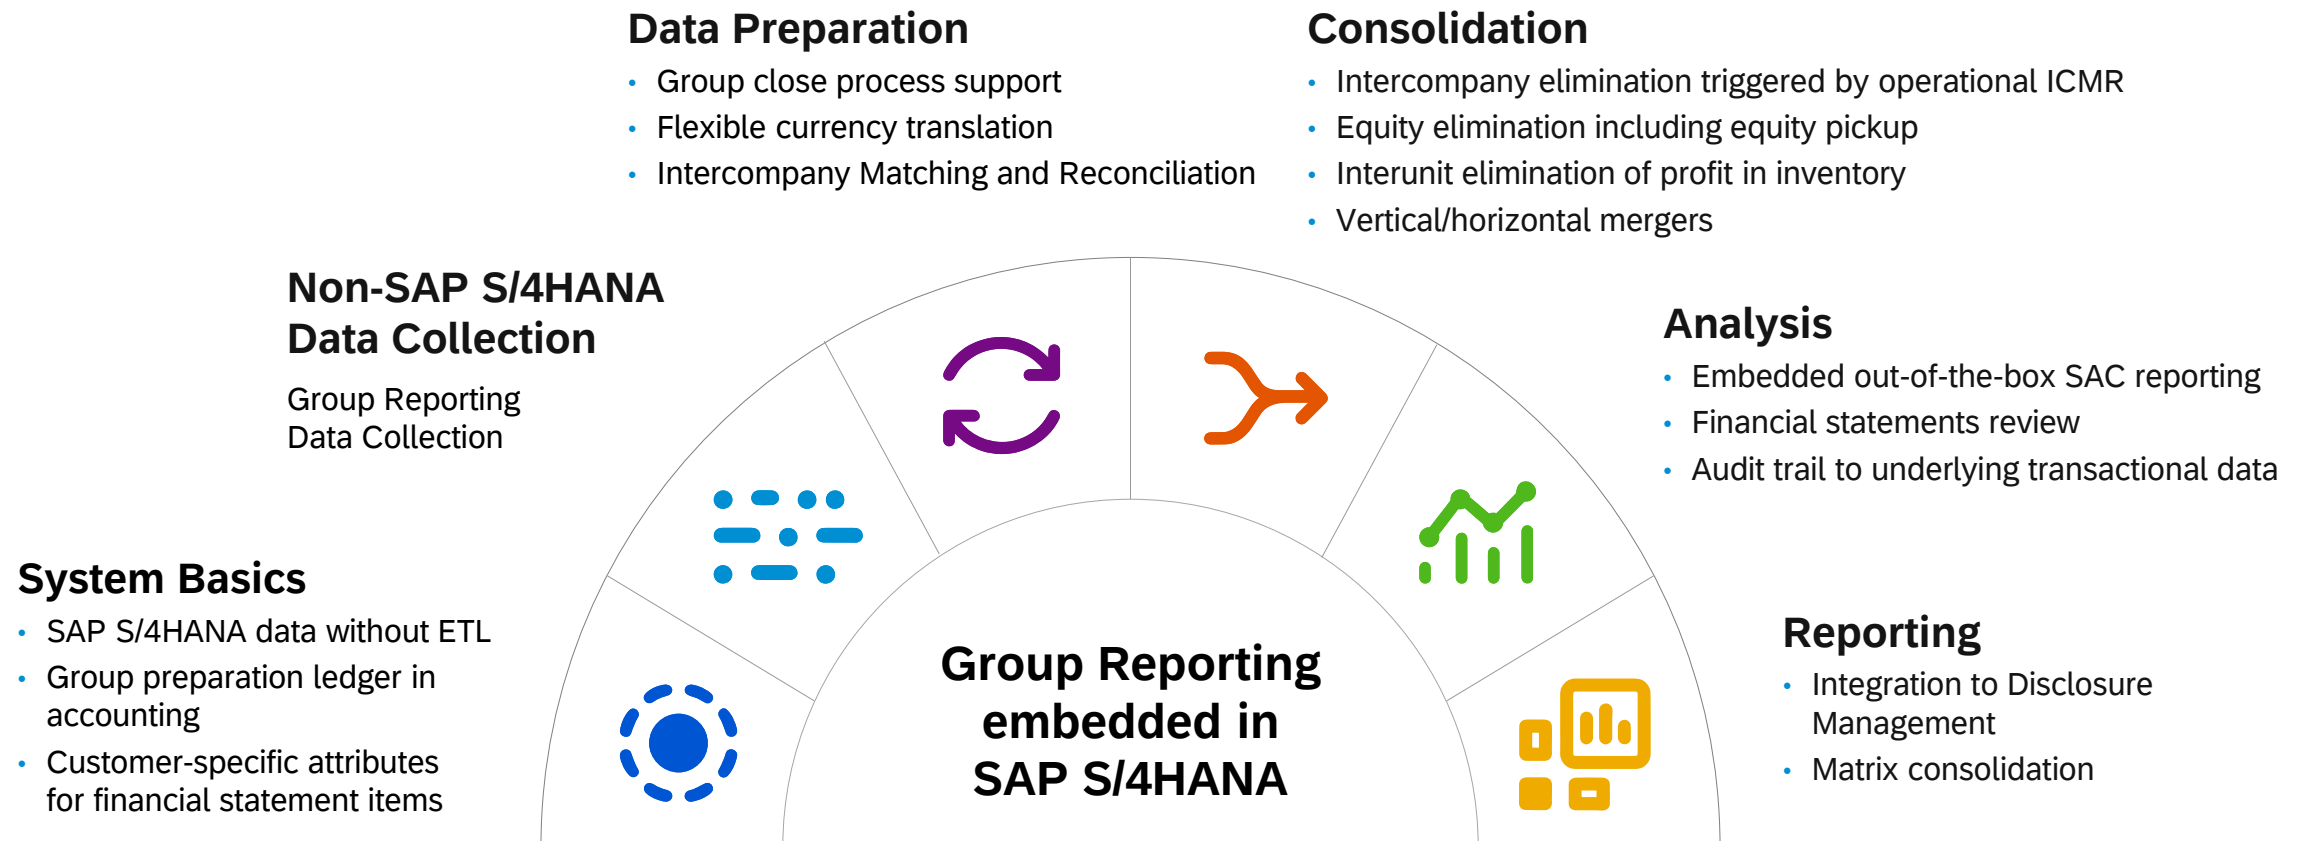 Data Preparation
• Group close process support
• Flexible currency translation
• Intercompany Matching and Reconciliation
Consolidation
• Intercompany elimination triggered by operational ICMR
• Equity elimination including equity pickup
• Interunit elimination of profit in inventory
• Vertical/horizontal mergers
Non-SAP S/4HANA
Data Collection
Group Reporting
Data Collection
Analysis
• Embedded out-of-the-box SAC reporting
• Financial statements review
• Audit trail to underlying transactional data
System Basics
• SAP S/4HANA data without ETL
• Group preparation ledger in
accounting
• Customer-specific attributes
for financial statement items
Group Reporting
embedded in
SAP S/4HANA
Reporting
• Integration to Disclosure
Management
• Matrix consolidation